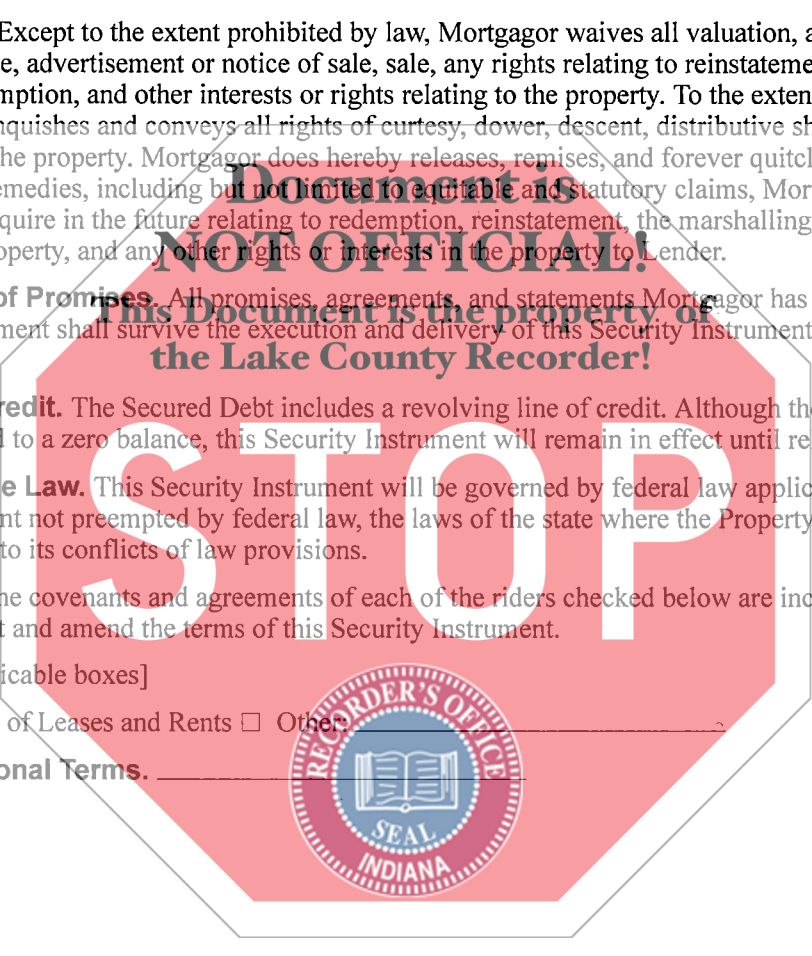 Except to the extent prohibited by law, Mortgagor waives all valuation, a
e, advertisement or notice of sale, sale, any rights relating to reinstateme
mption, and other interests or rights relating to the property. To the exten
nquishes and conveys all rights of curtesy, dower, descent, distributive sh
he property. Mortgagor does hereby releases, remises, and forever quitcl
Document is
emedies, including but not limited to equitable and statutory claims, Mor
quire in the future relating to redemption, reinstatement, the marshalling
NOT OFFICIAL!
operty, and any other rights or interests in the property to Lender.
of Promises. All promises, agreements, and statements Mortgagor has
This Document is the property of
ment shall survive the execution and delivery of this Security Instrument
the Lake County Recorder!
redit. The Secured Debt includes a revolving line of credit. Although the
d to a zero balance, this Security Instrument will remain in effect until re
STOP
e Law. This Security Instrument will be governed by federal law applic
nt not preempted by federal law, the laws of the state where the Property
to its conflicts of law provisions.
he covenants and agreements of each of the riders checked below are inc
t and amend the terms of this Security Instrument.
icable boxes]
of Leases and Rents ☐ Other:
onal Terms.
RECORDER'S OFFICE
SEAL
INDIANA